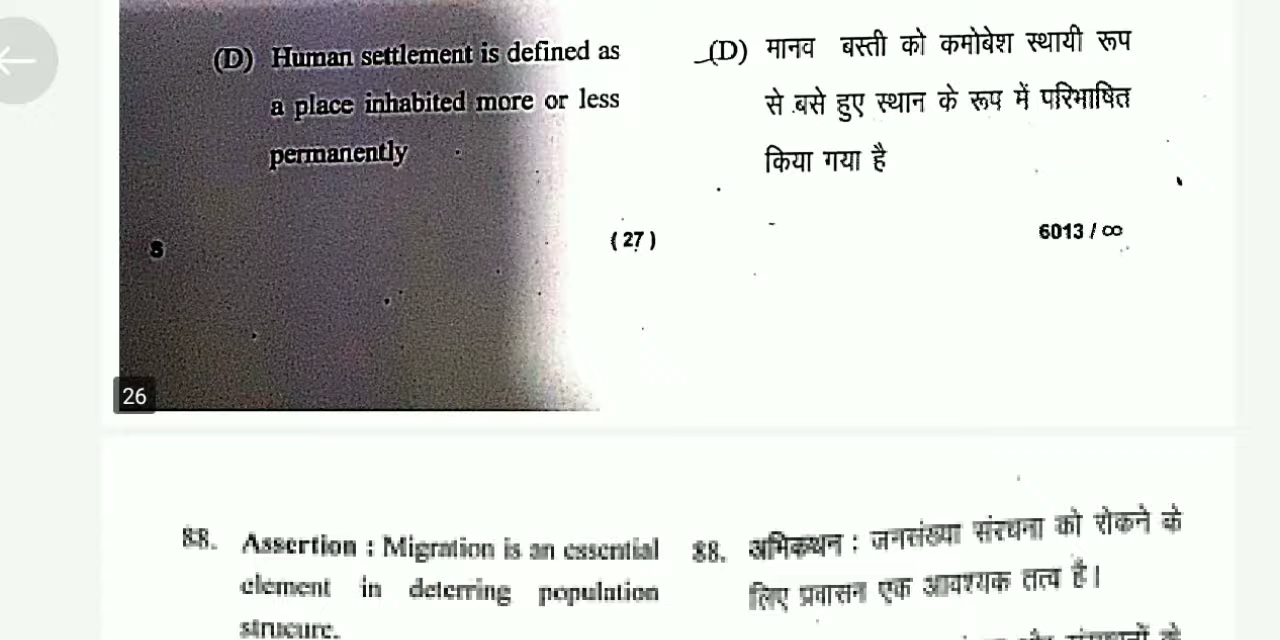 (D) Human settlement is defined as
a place inhabited more or less
permanently
(D) मानव बस्ती को कमोबेश स्थायी रूप
से बसे हुए स्थान के रूप में परिभाषित
किया गया है
8
(27)
6013 / ∞
26
88. Assertion : Migration is an essential
element in deterring population
strucure.
88. अभिकथन : जनसंख्या संरचना को रोकने के
लिए प्रवासन एक आवश्यक तत्व है।